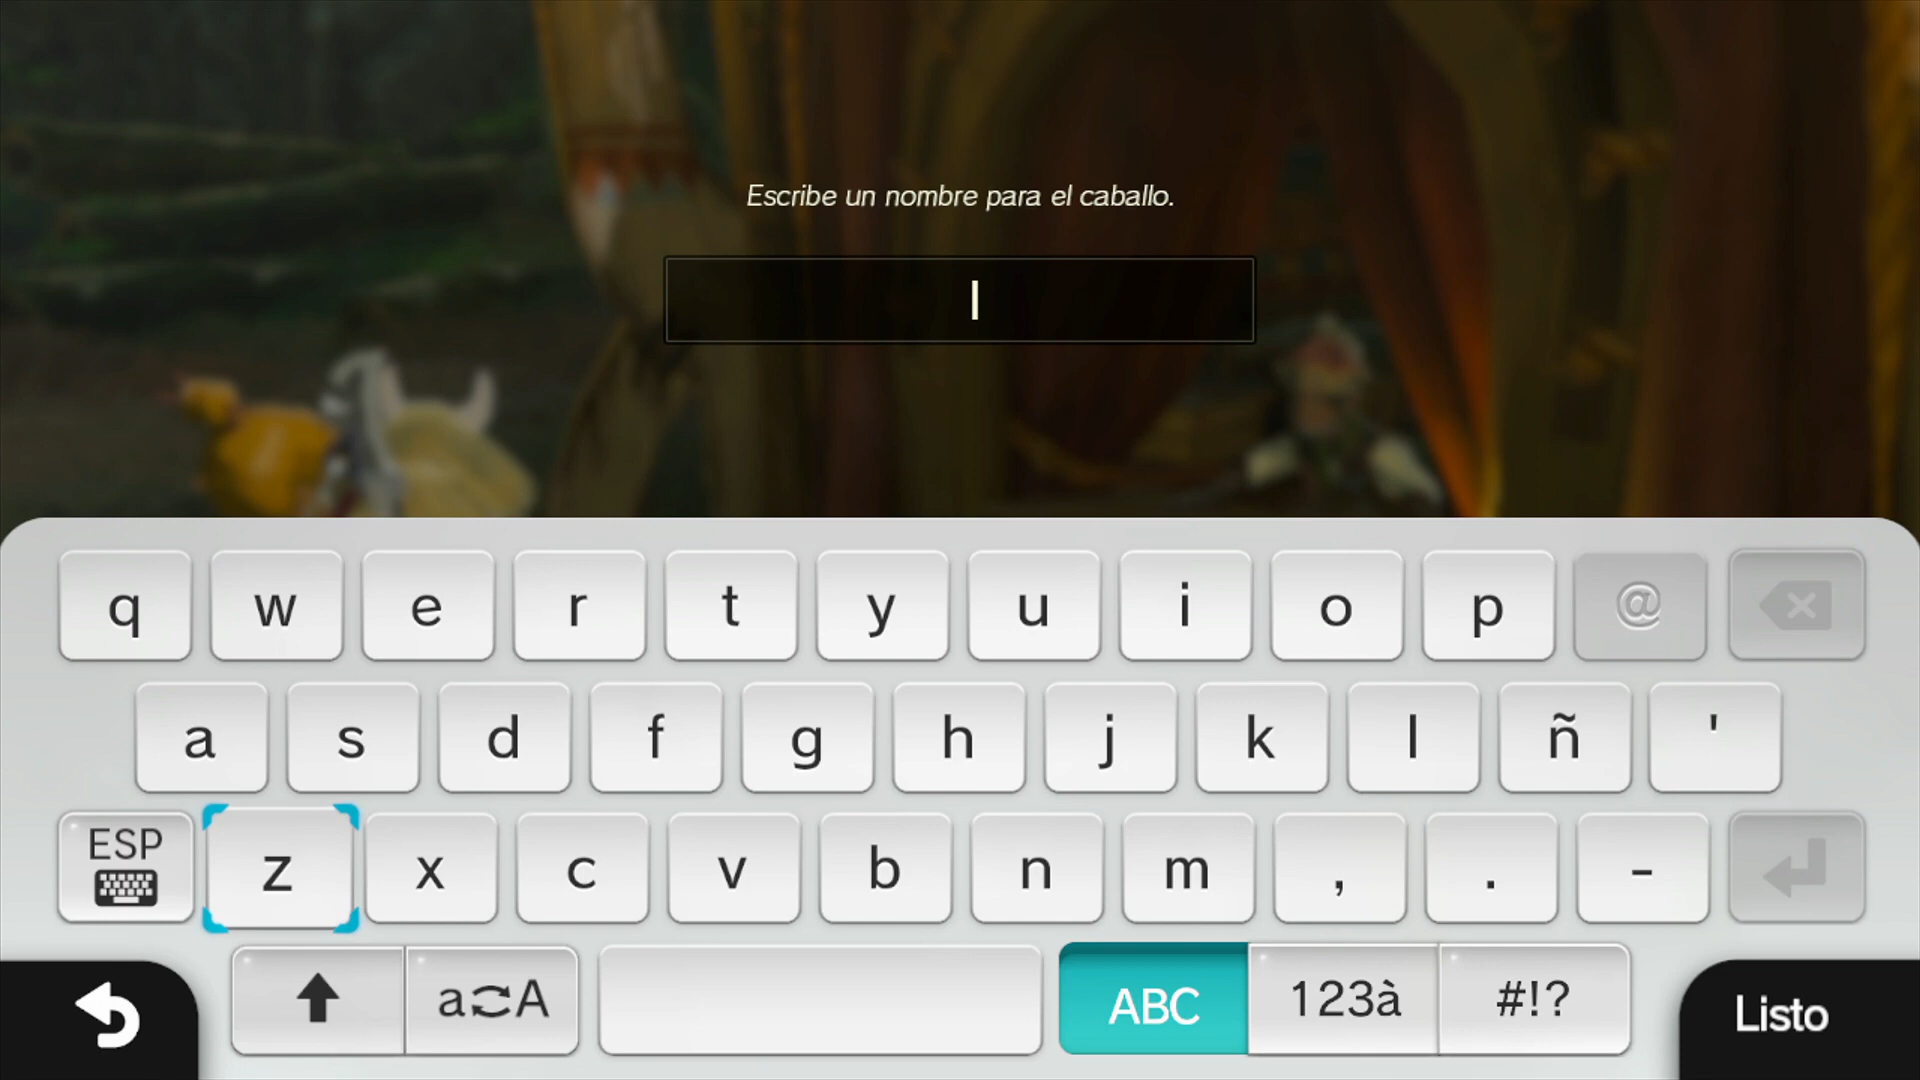 Escribe un nombre para el caballo.
q w e r t y u i o p @
a s d f g h j k l ñ '
ESP z x c v b n m , . -
a A ABC 123à #!? Listo